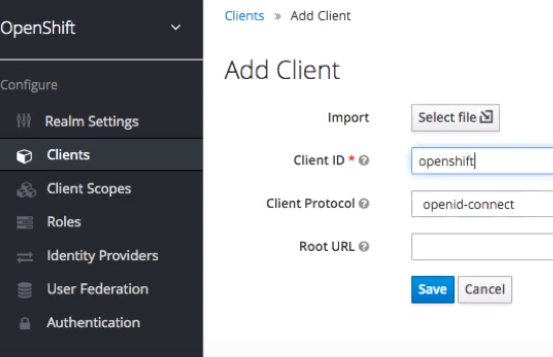 OpenShift
Clients » Add Client
Add Client
Configure
Realm Settings
Clients
Client Scopes
Roles
Identity Providers
User Federation
Authentication
Import
Select file
Client ID *
openshift
Client Protocol
openid-connect
Root URL
Save
Cancel